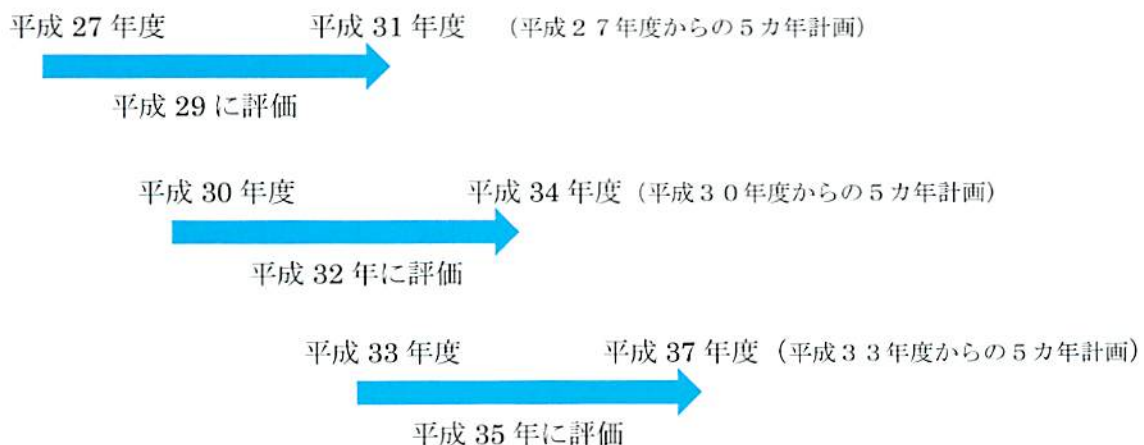 平成 27 年度 平成 31 年度 (平成２７年度からの５カ年計画)
平成 29 に評価
平成 30 年度 平成 34 年度 (平成３０年度からの５カ年計画)
平成 32 年に評価
平成 33 年度 平成 37 年度 (平成３３年度からの５カ年計画)
平成 35 年に評価